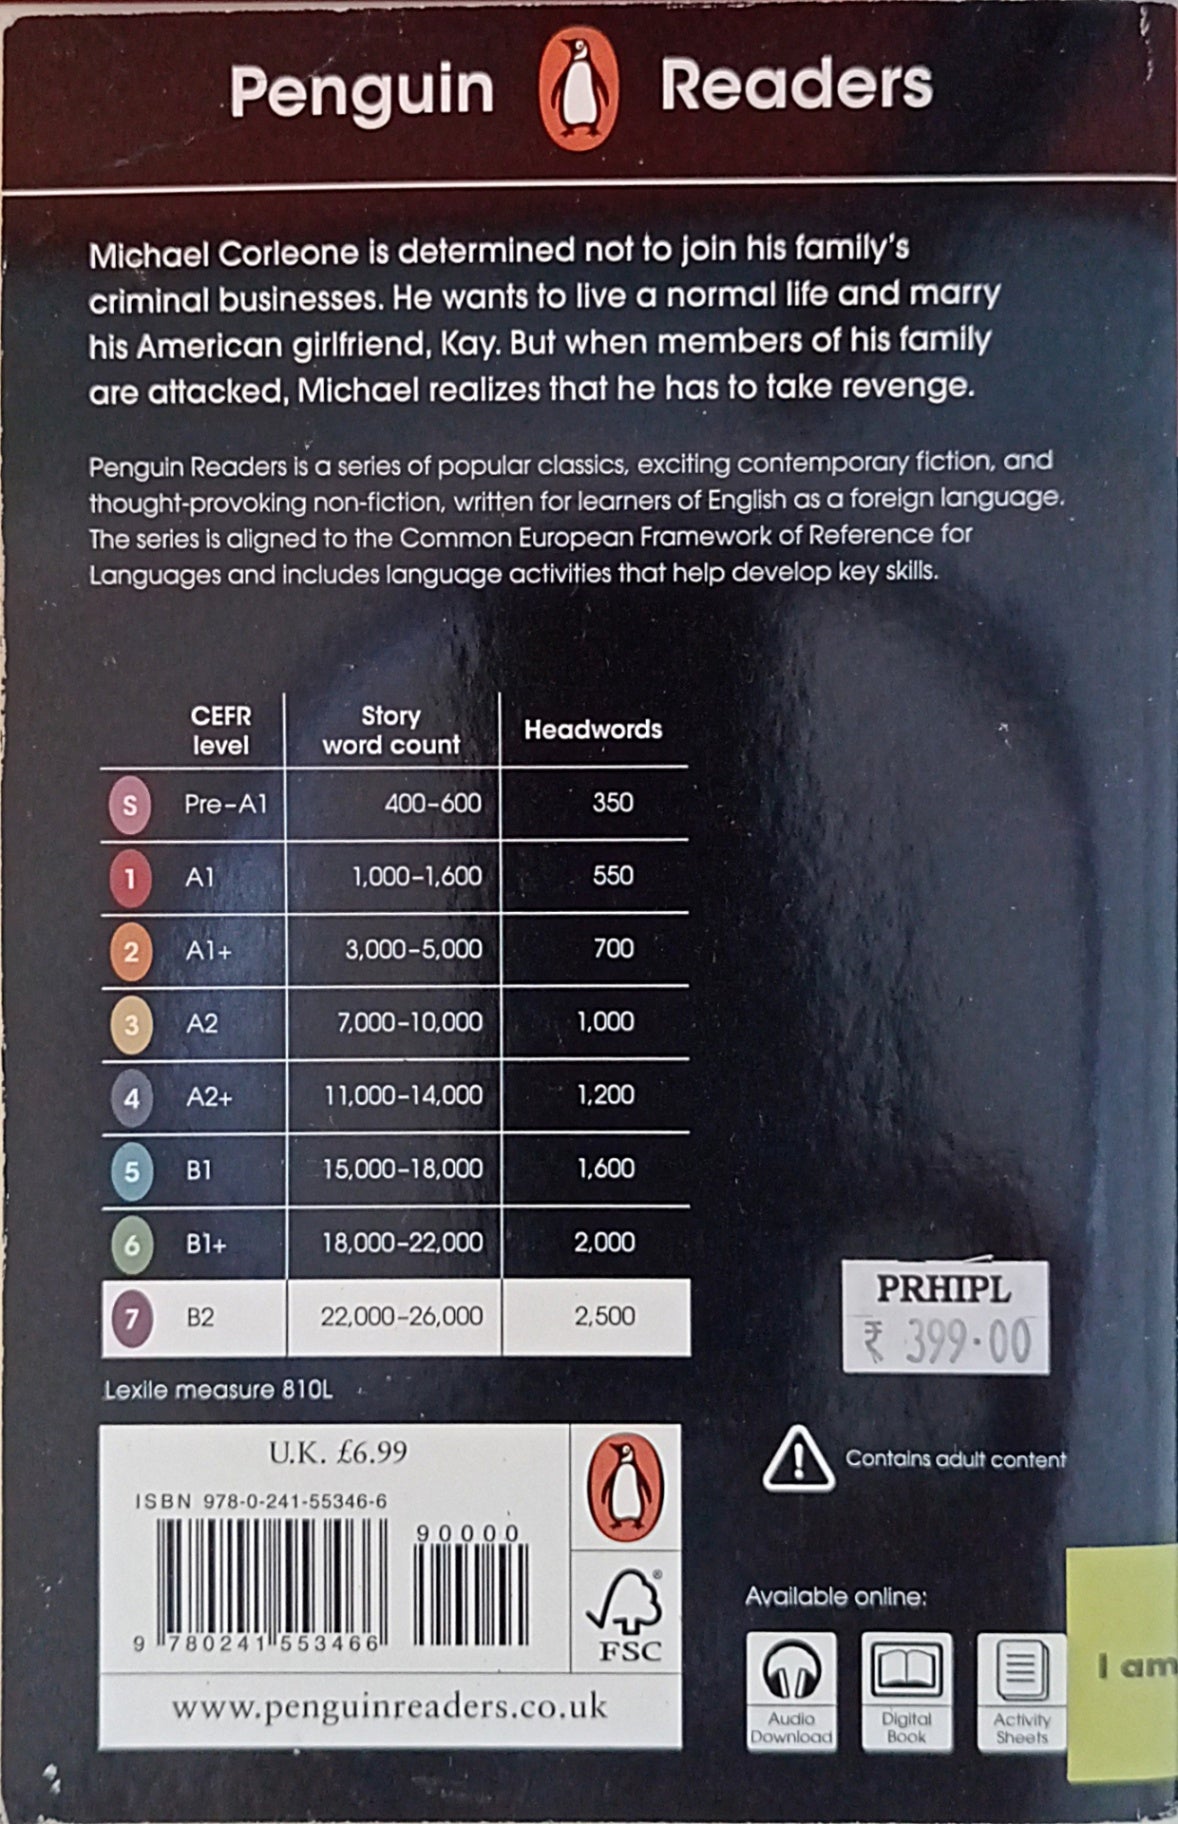 Penguin Readers
Michael Corleone is determined not to join his family's
criminal businesses. He wants to live a normal life and marry
his American girlfriend, Kay. But when members of his family
are attacked, Michael realizes that he has to take revenge.
Penguin Readers is a series of popular classics, exciting contemporary fiction, and
thought-provoking non-fiction, written for learners of English as a foreign language.
The series is aligned to the Common European Framework of Reference for
Languages and includes language activities that help develop key skills.
CEFR level Story word count Headwords
S Pre-A1 400-600 350
1 A1 1,000-1,600 550
2 A1+ 3,000-5,000 700
3 A2 7,000-10,000 1,000
4 A2+ 11,000-14,000 1,200
5 B1 15,000-18,000 1,600
6 B1+ 18,000-22,000 2,000
7 B2 22,000-26,000 2,500
Lexile measure 810L
PRHIPL
₹ 399.00
U.K. £6.99
ISBN 978-0-241-55346-6
90000
9 780241 553466
®
FSC
www.penguinreaders.co.uk
Contains adult content
Available online:
Audio
Download
Digital
Book
Activity
Sheets
I am